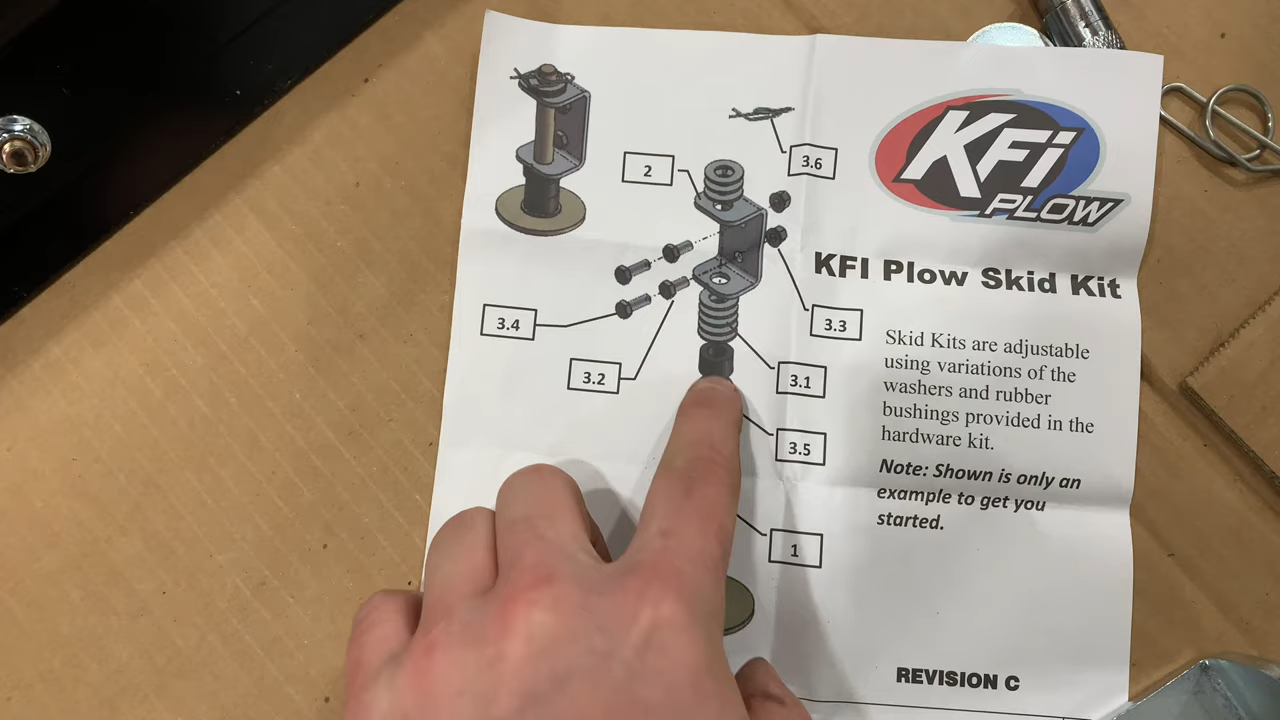 3.6
2
KFi
PLOW
KFI Plow Skid Kit
3.4
3.3
3.2
3.1
3.5
1
Skid Kits are adjustable
using variations of the
washers and rubber
bushings provided in the
hardware kit.
Note: Shown is only an
example to get you
started.
REVISION C